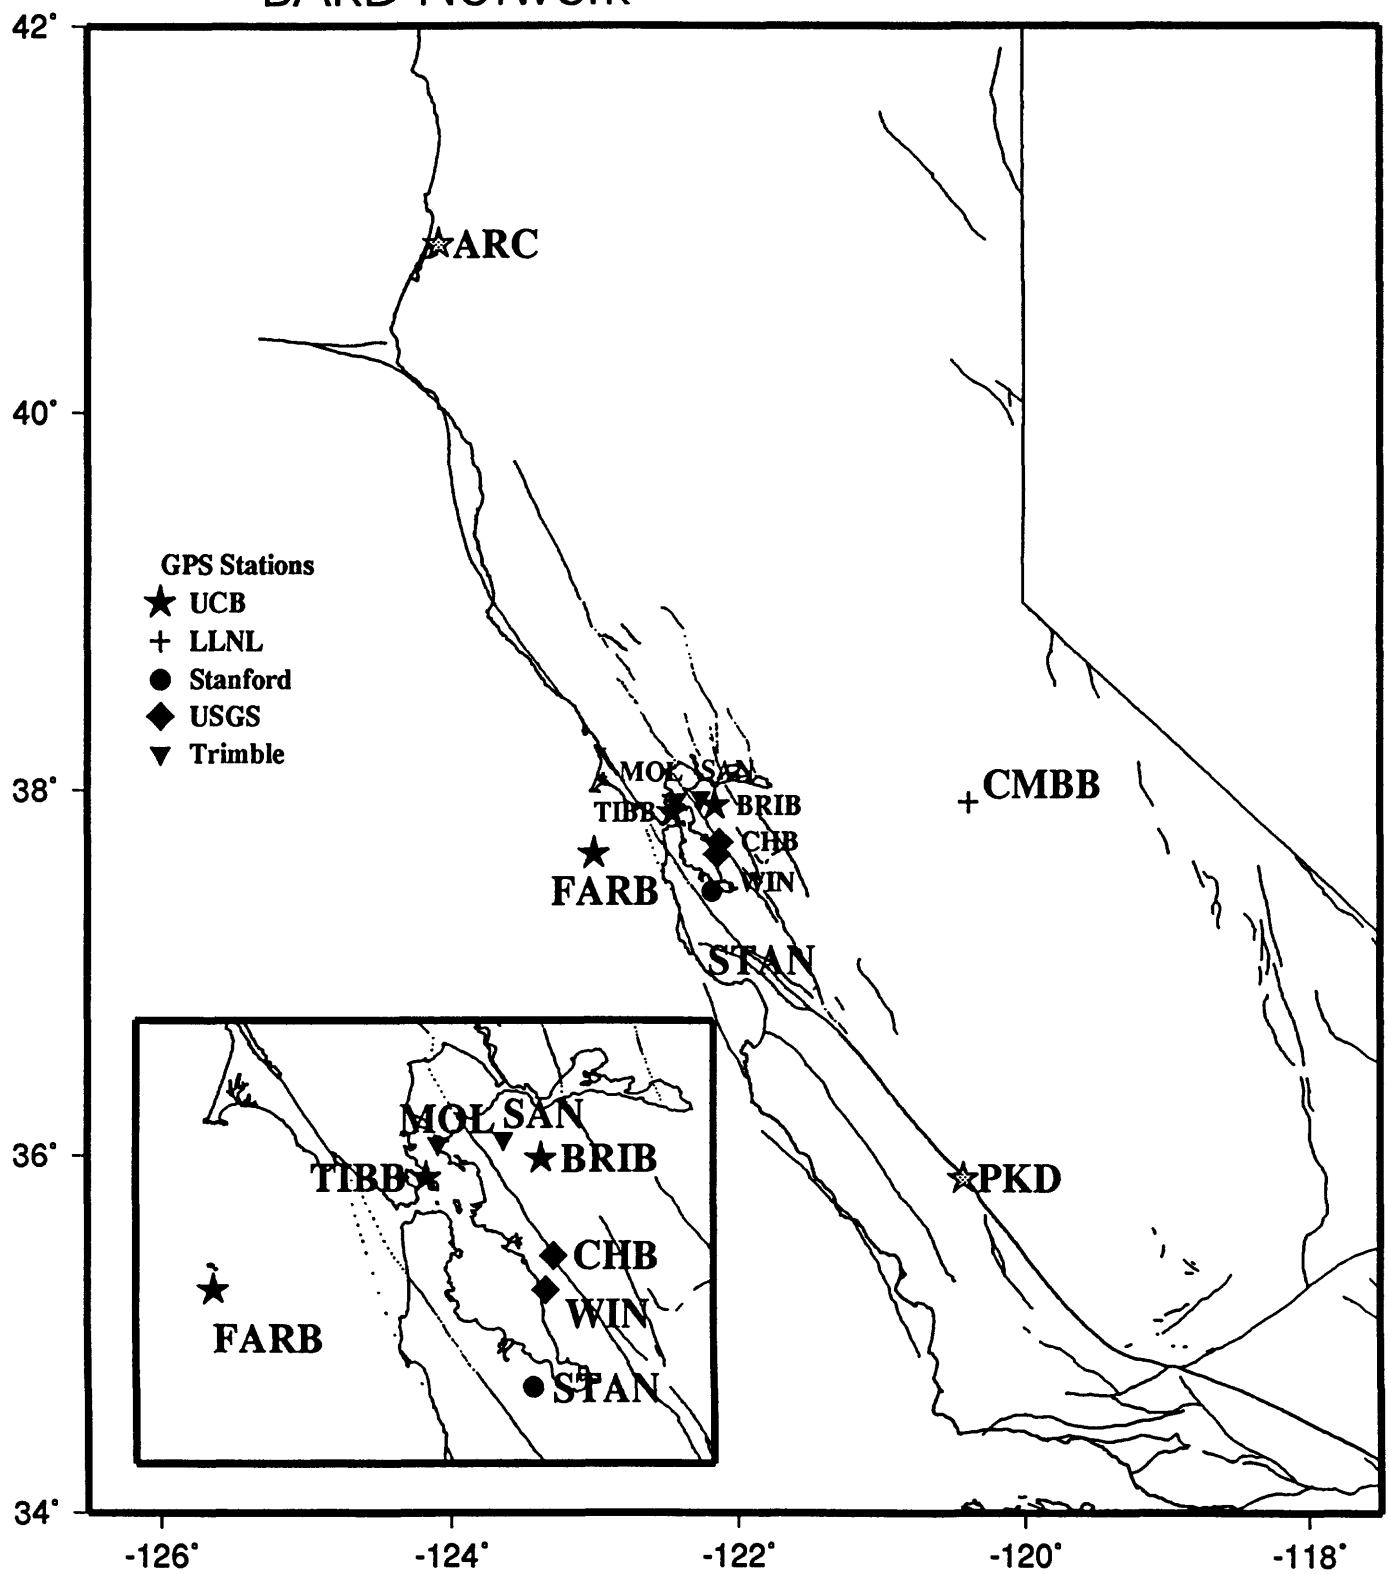 BARD Network
42°
ARC
40°
GPS Stations
UCB
LLNL
Stanford
USGS
Trimble
MOL SAN
38°
CMBB
TIBB
BRIB
CHB
FARB
WIN
STAN
MOL SAN
36°
TIBB
BRIB
PKD
CHB
WIN
FARB
STAN
34°
-126° -124° -122° -120° -118°